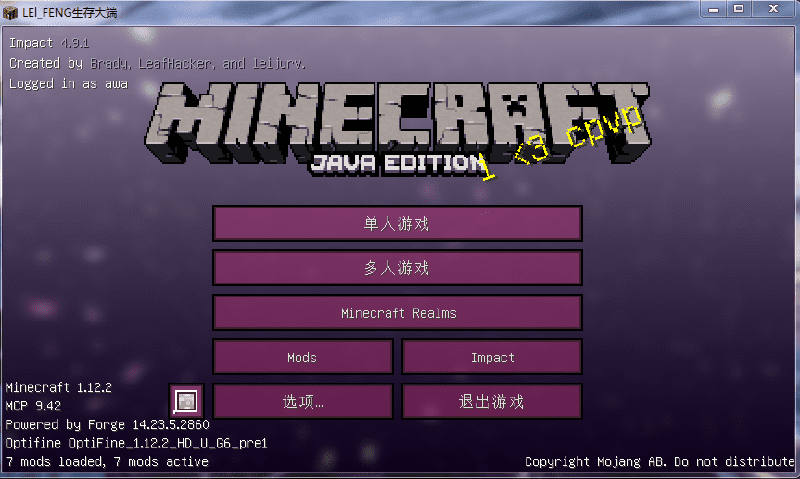 LEl_FENG生存大端
Impact 4.9.1
Created by Brady, LeafHacker, and leijurv.
Logged in as awa
MINECRAFT
JAVA EDITION
I <3 cpvp
单人游戏
多人游戏
Minecraft Realms
Mods
Impact
选项...
退出游戏
Minecraft 1.12.2
MCP 9.42
Powered by Forge 14.23.5.2860
Optifine OptiFine_1.12.2_HD_U_G6_pre1
7 mods loaded, 7 mods active
Copyright Mojang AB. Do not distribute